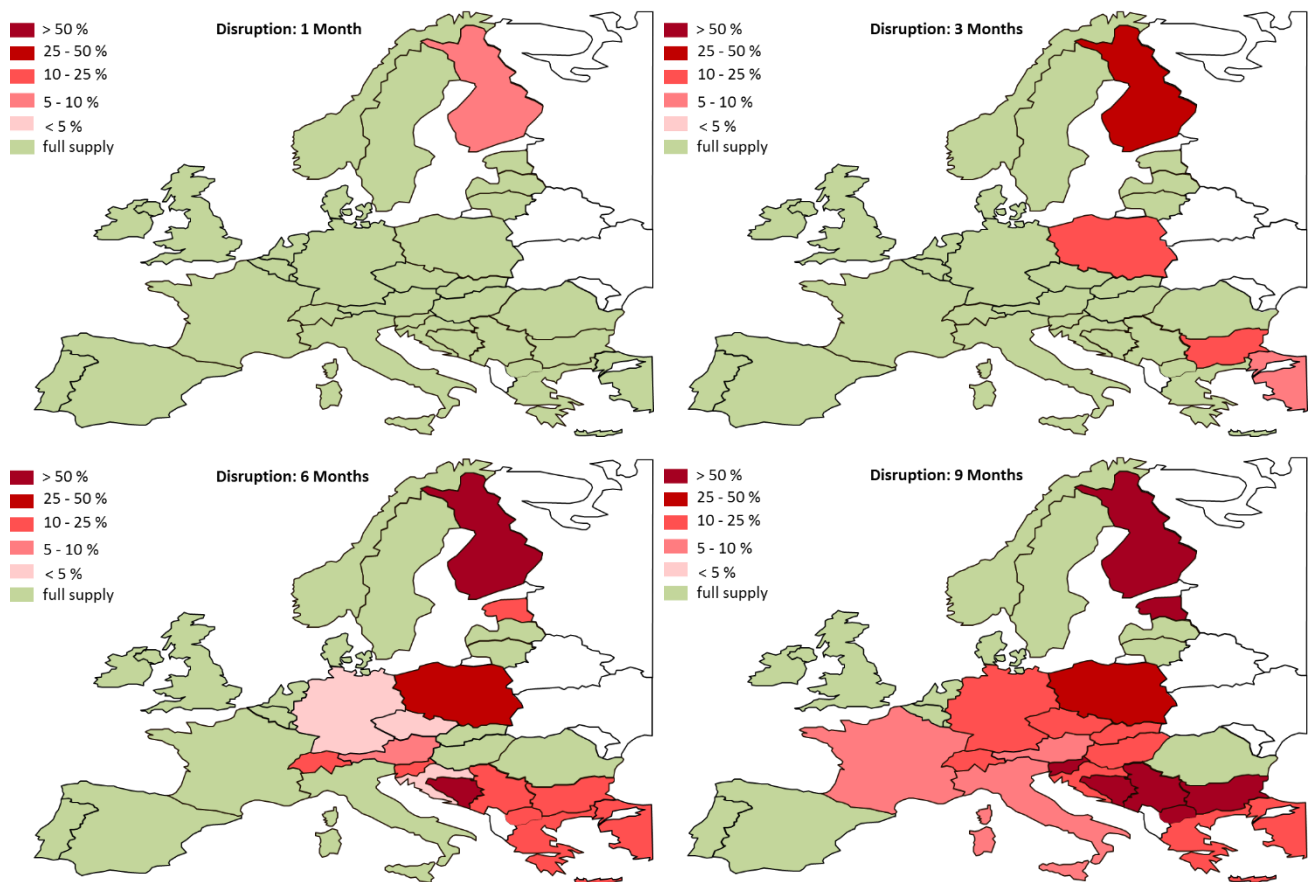 Disruption: 1 Month
> 50 %
25 - 50 %
10 - 25 %
5 - 10 %
< 5 %
full supply
Disruption: 3 Months
> 50 %
25 - 50 %
10 - 25 %
5 - 10 %
< 5 %
full supply
Disruption: 6 Months
> 50 %
25 - 50 %
10 - 25 %
5 - 10 %
< 5 %
full supply
Disruption: 9 Months
> 50 %
25 - 50 %
10 - 25 %
5 - 10 %
< 5 %
full supply